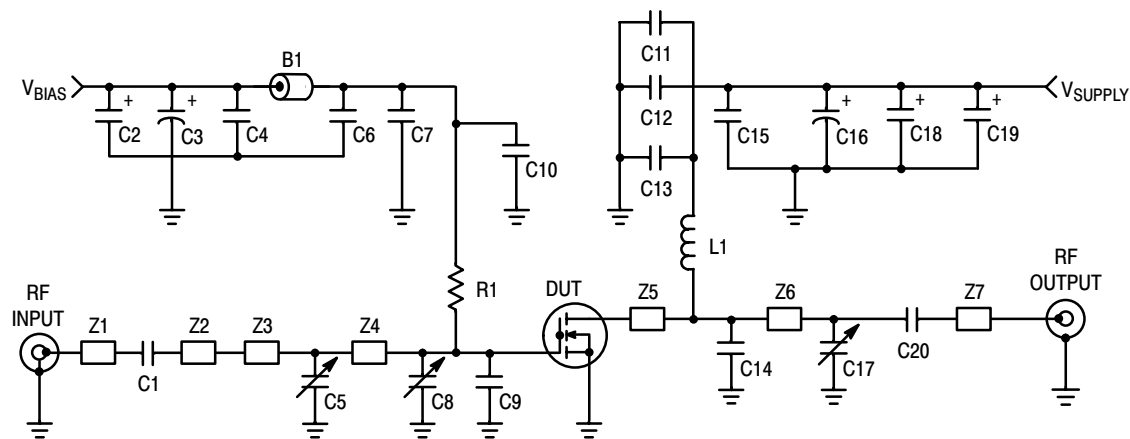 C11
B1
V_BIAS
+
+
C2
C3
C4
C6
C7
C10
C12
C13
V_SUPPLY
+
+
+
C15
C16
C18
C19
L1
R1
DUT
RF
INPUT
Z1
C1
Z2
Z3
C5
Z4
C8
C9
Z5
C14
Z6
C17
C20
Z7
RF
OUTPUT